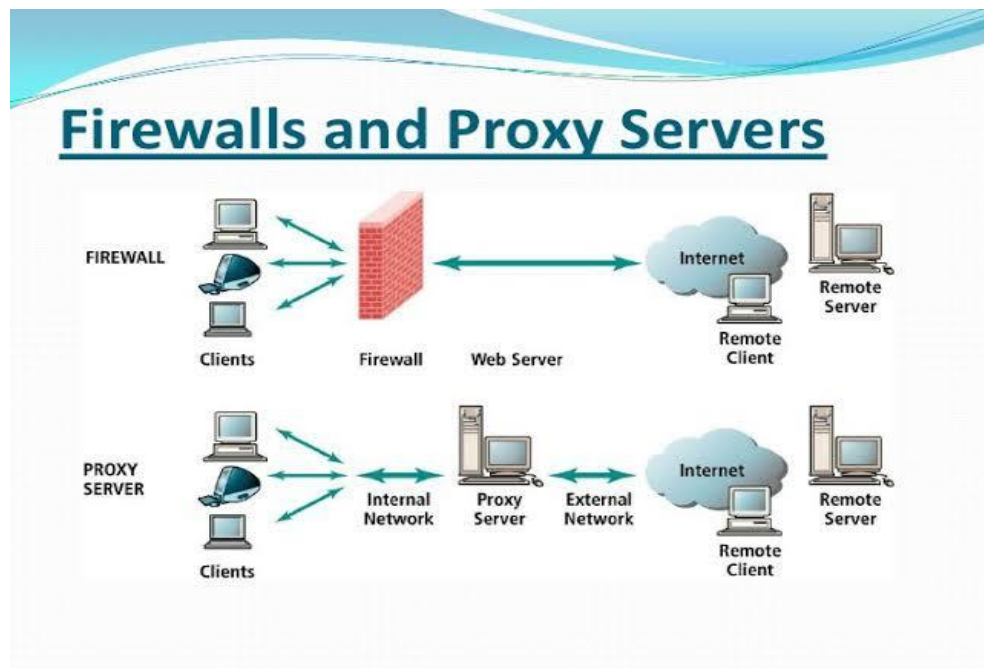 Firewalls and Proxy Servers
FIREWALL
Internet
Remote
Server
Remote
Client
Clients
Firewall
Web Server
PROXY
SERVER
Internet
Internal
Network
Proxy
Server
External
Network
Remote
Server
Remote
Client
Clients